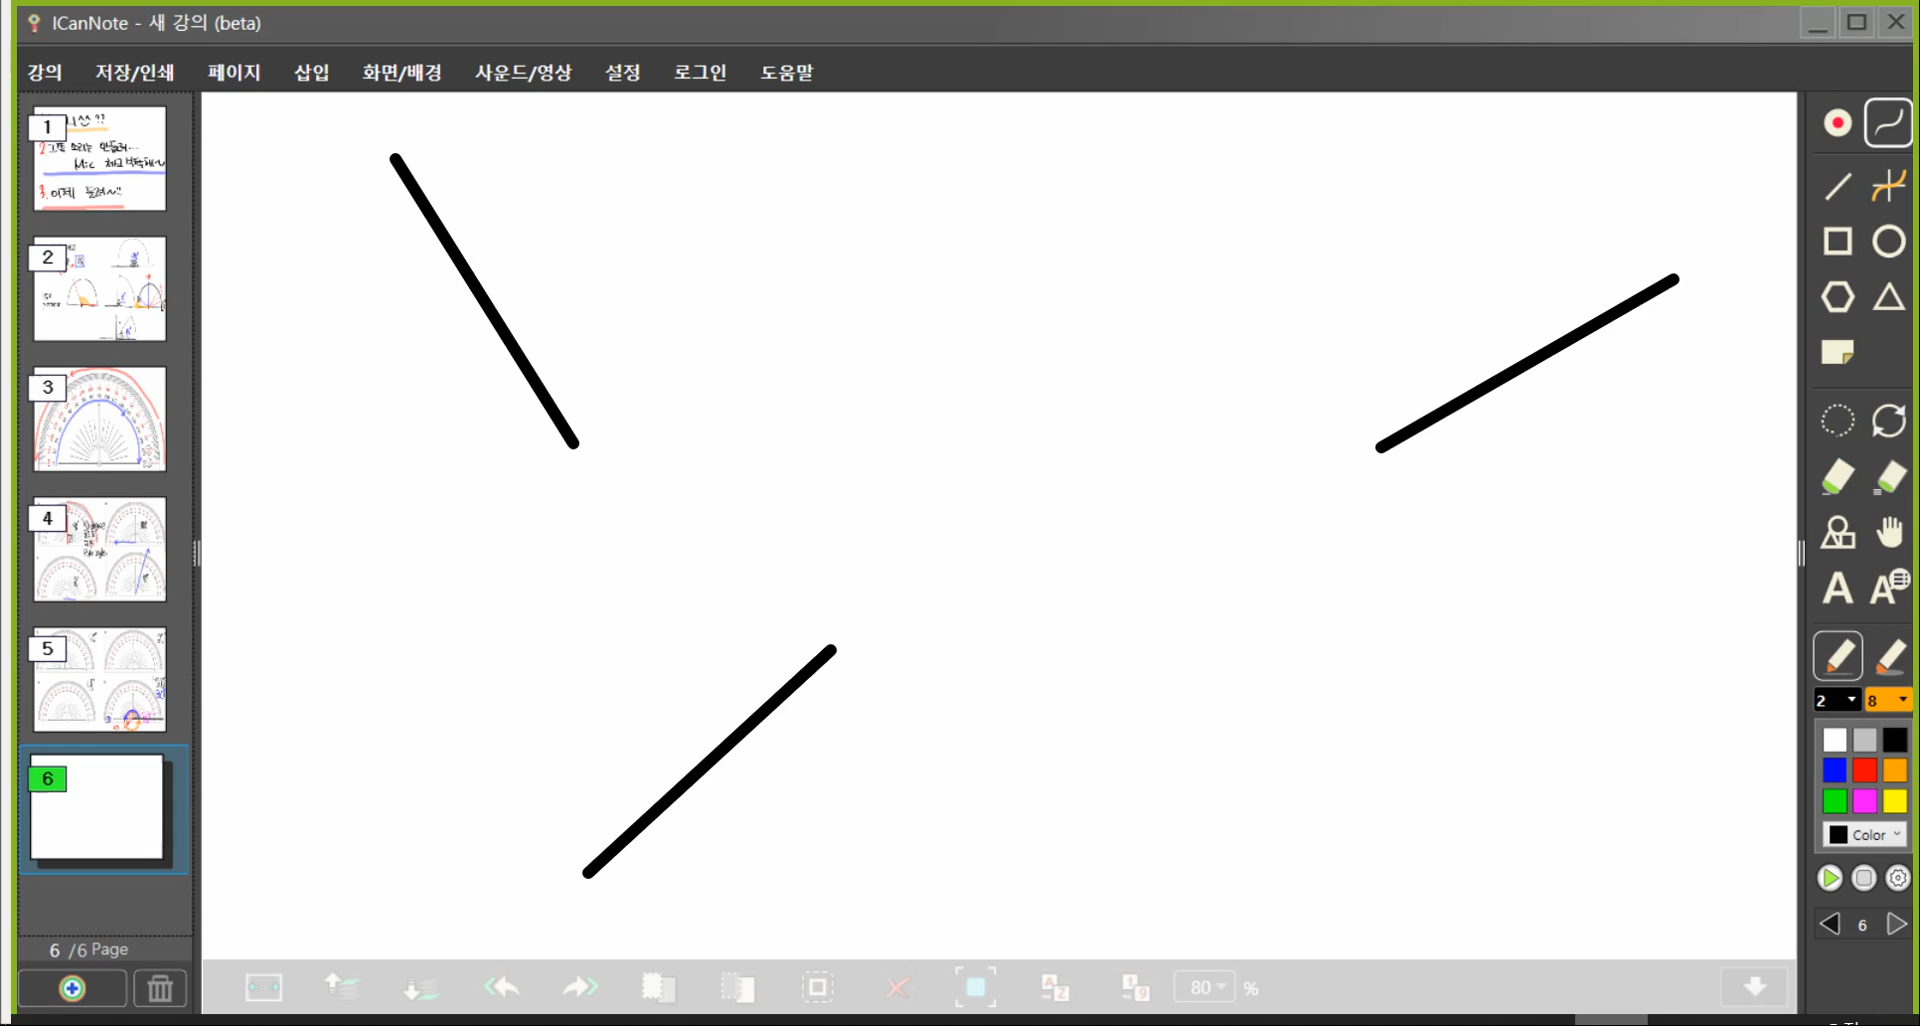 ICanNote - 새 강의 (beta)
강의 저장/인쇄 페이지 삽입 화면/배경 사운드/영상 설정 로그인 도움말
1
2
3
4
5
6
6 /6 Page
A A
2 8
Color
6
80 %